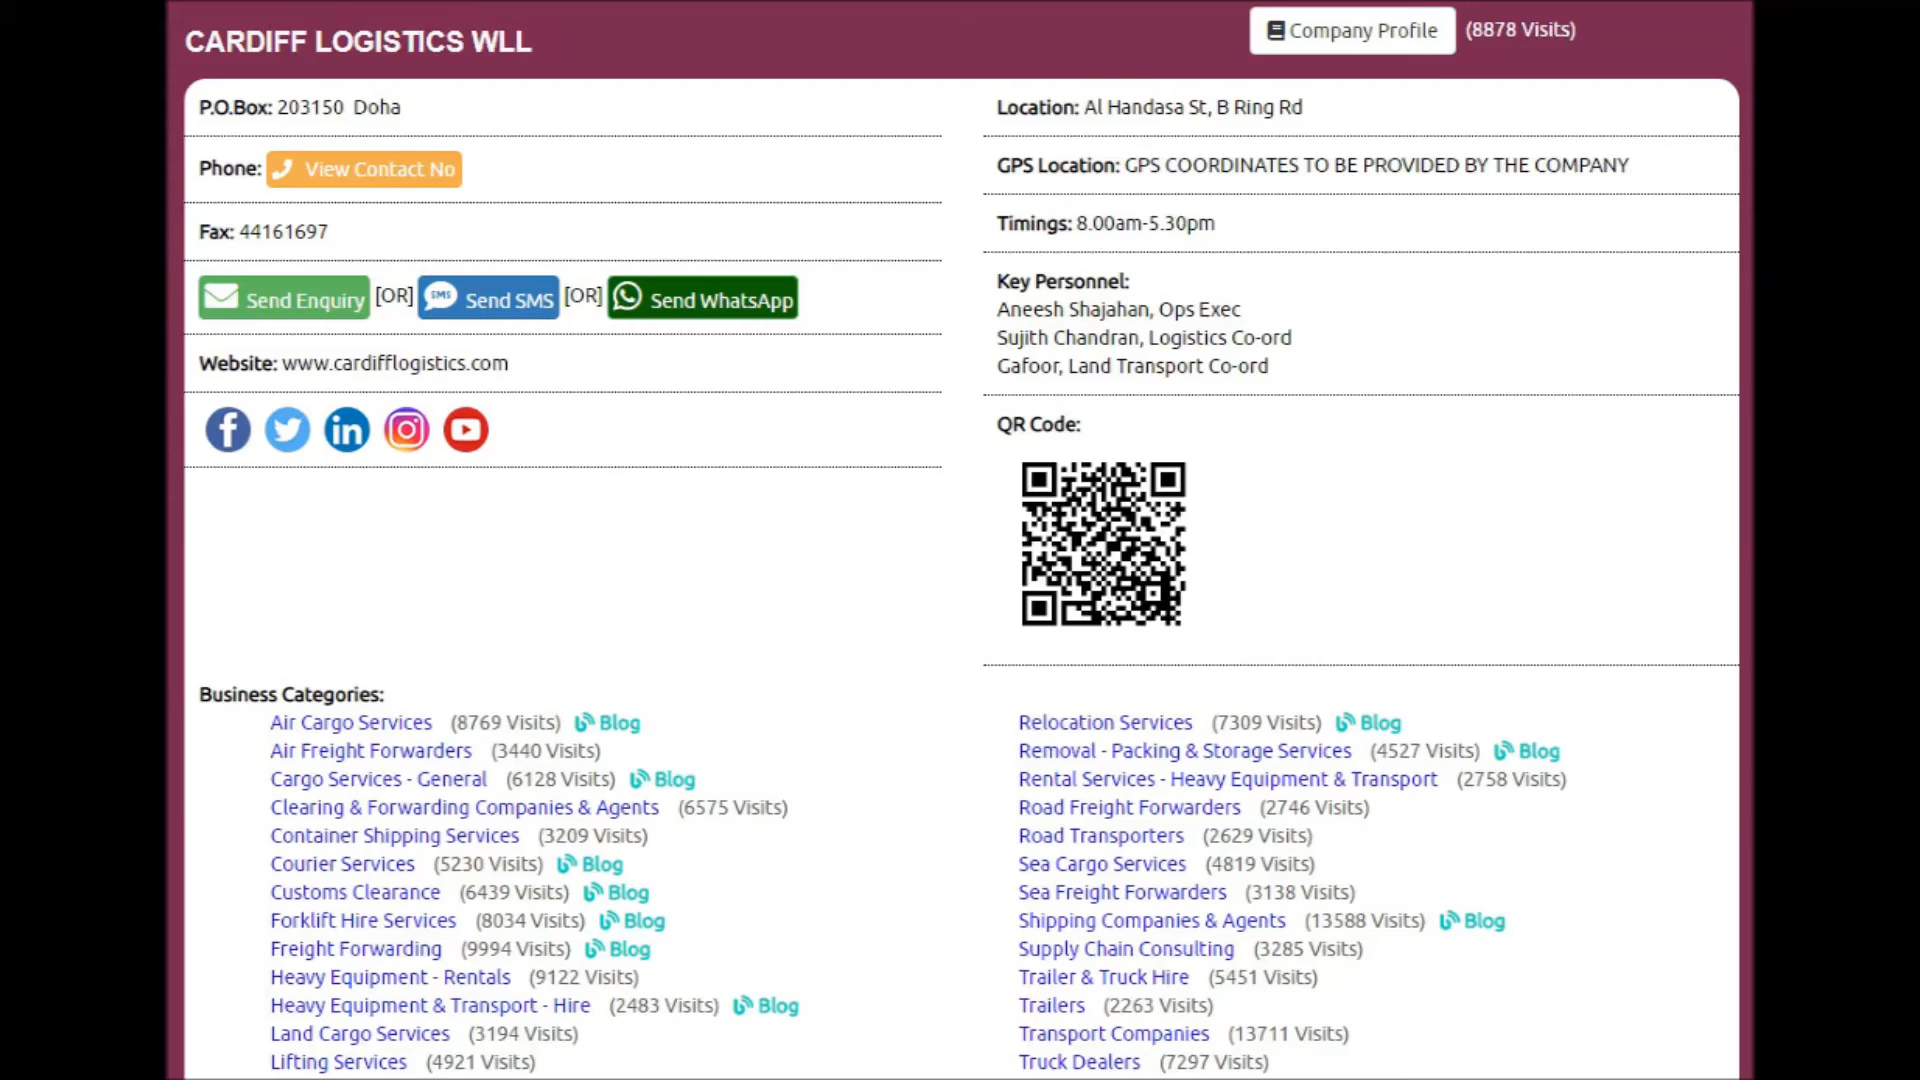 CARDIFF LOGISTICS WLL
Company Profile (8878 Visits)
P.O.Box: 203150 Doha
Phone: View Contact No
Fax: 44161697
Send Enquiry [OR] SMS Send SMS [OR] Send WhatsApp
Website: www.cardifflogistics.com
Location: Al Handasa St, B Ring Rd
GPS Location: GPS COORDINATES TO BE PROVIDED BY THE COMPANY
Timings: 8.00am-5.30pm
Key Personnel:
Aneesh Shajahan, Ops Exec
Sujith Chandran, Logistics Co-ord
Gafoor, Land Transport Co-ord
QR Code:
Business Categories:
Air Cargo Services (8769 Visits) Blog
Air Freight Forwarders (3440 Visits)
Cargo Services - General (6128 Visits) Blog
Clearing & Forwarding Companies & Agents (6575 Visits)
Container Shipping Services (3209 Visits)
Courier Services (5230 Visits) Blog
Customs Clearance (6439 Visits) Blog
Forklift Hire Services (8034 Visits) Blog
Freight Forwarding (9994 Visits) Blog
Heavy Equipment - Rentals (9122 Visits)
Heavy Equipment & Transport - Hire (2483 Visits) Blog
Land Cargo Services (3194 Visits)
Lifting Services (4921 Visits)
Relocation Services (7309 Visits) Blog
Removal - Packing & Storage Services (4527 Visits) Blog
Rental Services - Heavy Equipment & Transport (2758 Visits)
Road Freight Forwarders (2746 Visits)
Road Transporters (2629 Visits)
Sea Cargo Services (4819 Visits)
Sea Freight Forwarders (3138 Visits)
Shipping Companies & Agents (13588 Visits) Blog
Supply Chain Consulting (3285 Visits)
Trailer & Truck Hire (5451 Visits)
Trailers (2263 Visits)
Transport Companies (13711 Visits)
Truck Dealers (7297 Visits)